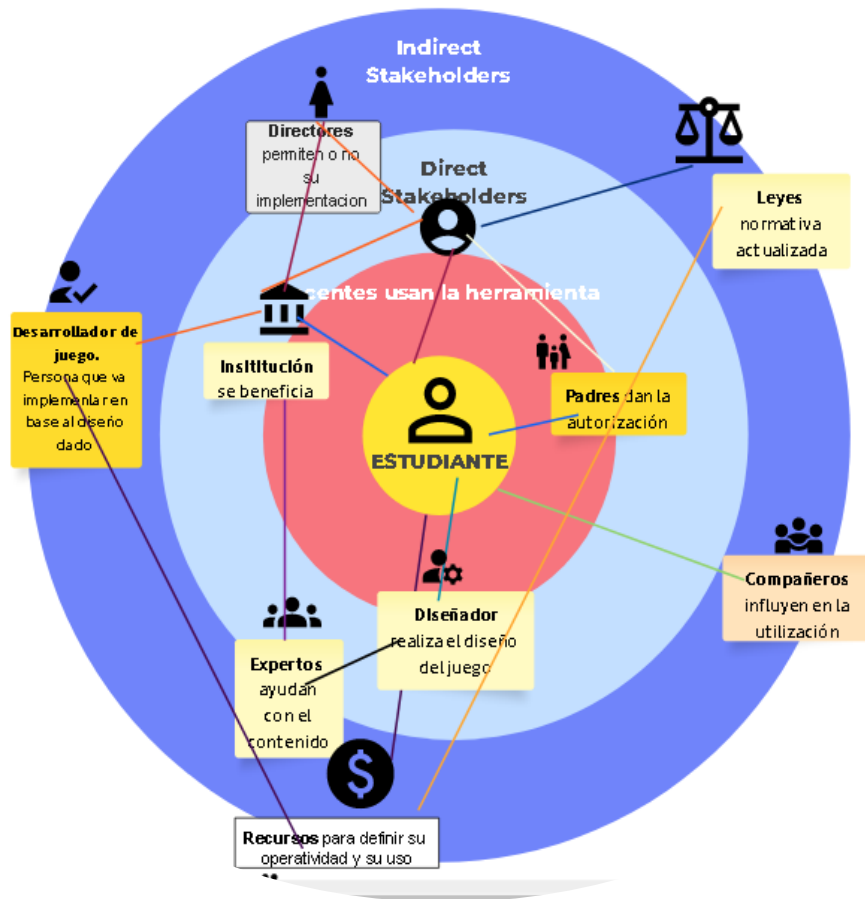 Indirect
Stakeholders
Directores
permiten o no
su
implementacion
Direct
Stakeholders
Leyes
normativa
actualizada
centes usan la herramienta
Desarrollador de
juego.
Persona que va
implementar en
base al diseño
dado
Insititución
se beneficia
Padres dan la
autorización
ESTUDIANTE
Compañeros
influyen en la
utilización
DIseñador
realiza el diseño
del juego
Expertos
ayudan
con el
contenido
Recursos para definir su
operatividad y su uso